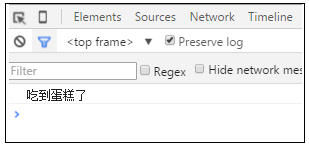 Elements Sources Network Timeline
<top frame> ▼ Preserve log
Filter Regex Hide network mes
吃到蛋糕了
>